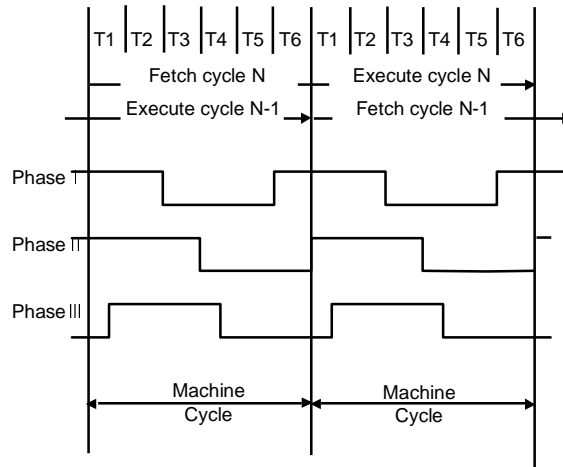 T1 T2 T3 T4 T5 T6 T1 T2 T3 T4 T5 T6
Fetch cycle N Execute cycle N
Execute cycle N-1 Fetch cycle N-1
Phase I
Phase II
Phase III
Machine Machine
Cycle Cycle